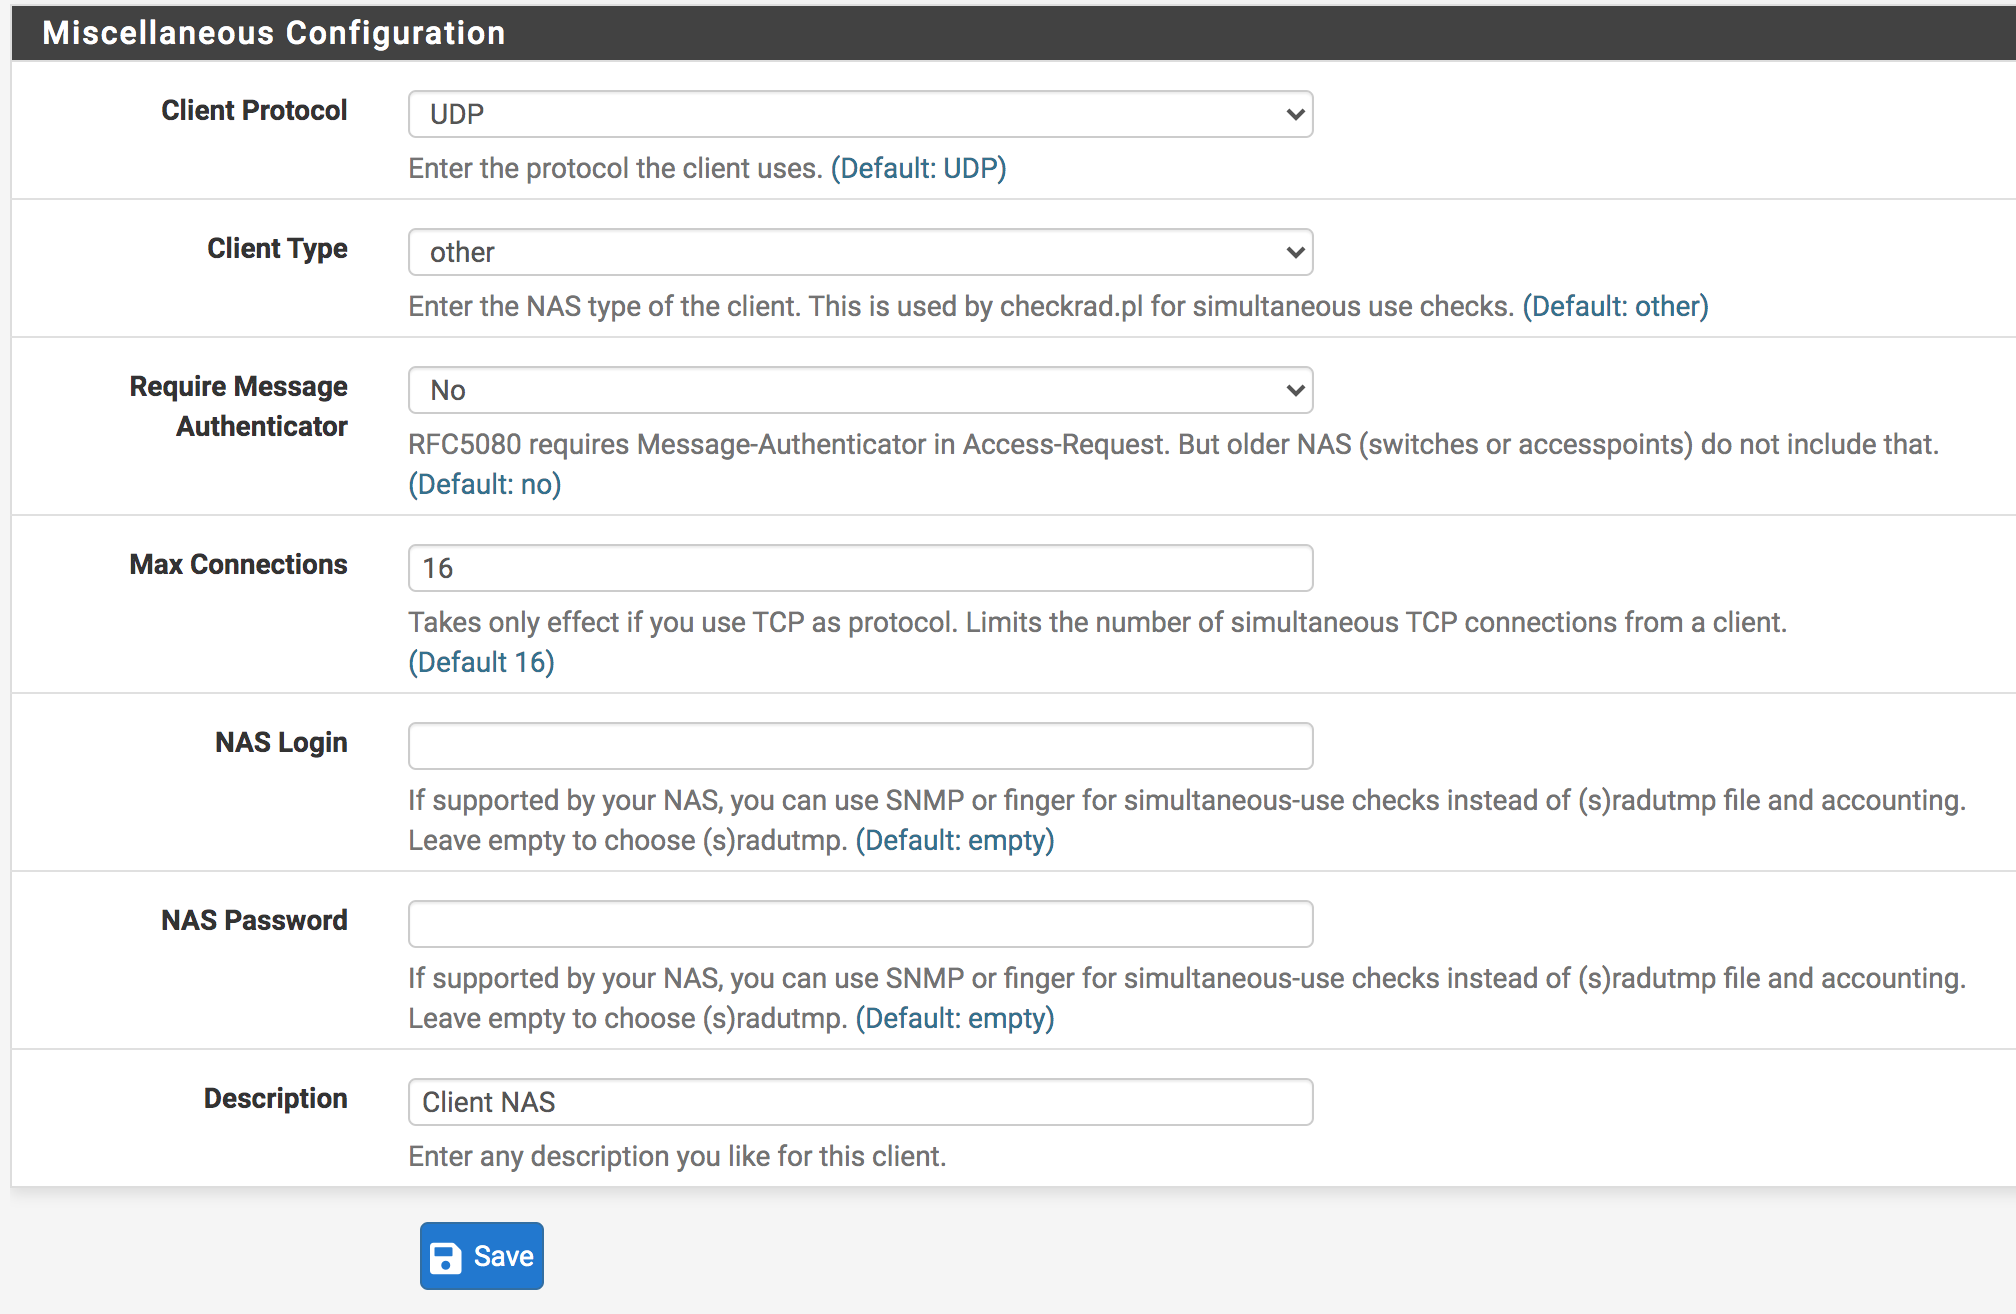 Miscellaneous Configuration
Client Protocol
UDP
Enter the protocol the client uses. (Default: UDP)
Client Type
other
Enter the NAS type of the client. This is used by checkrad.pl for simultaneous use checks. (Default: other)
Require Message
Authenticator
No
RFC5080 requires Message-Authenticator in Access-Request. But older NAS (switches or accesspoints) do not include that.
(Default: no)
Max Connections
16
Takes only effect if you use TCP as protocol. Limits the number of simultaneous TCP connections from a client.
(Default 16)
NAS Login
If supported by your NAS, you can use SNMP or finger for simultaneous-use checks instead of (s)radutmp file and accounting.
Leave empty to choose (s)radutmp. (Default: empty)
NAS Password
If supported by your NAS, you can use SNMP or finger for simultaneous-use checks instead of (s)radutmp file and accounting.
Leave empty to choose (s)radutmp. (Default: empty)
Description
Client NAS
Enter any description you like for this client.
Save